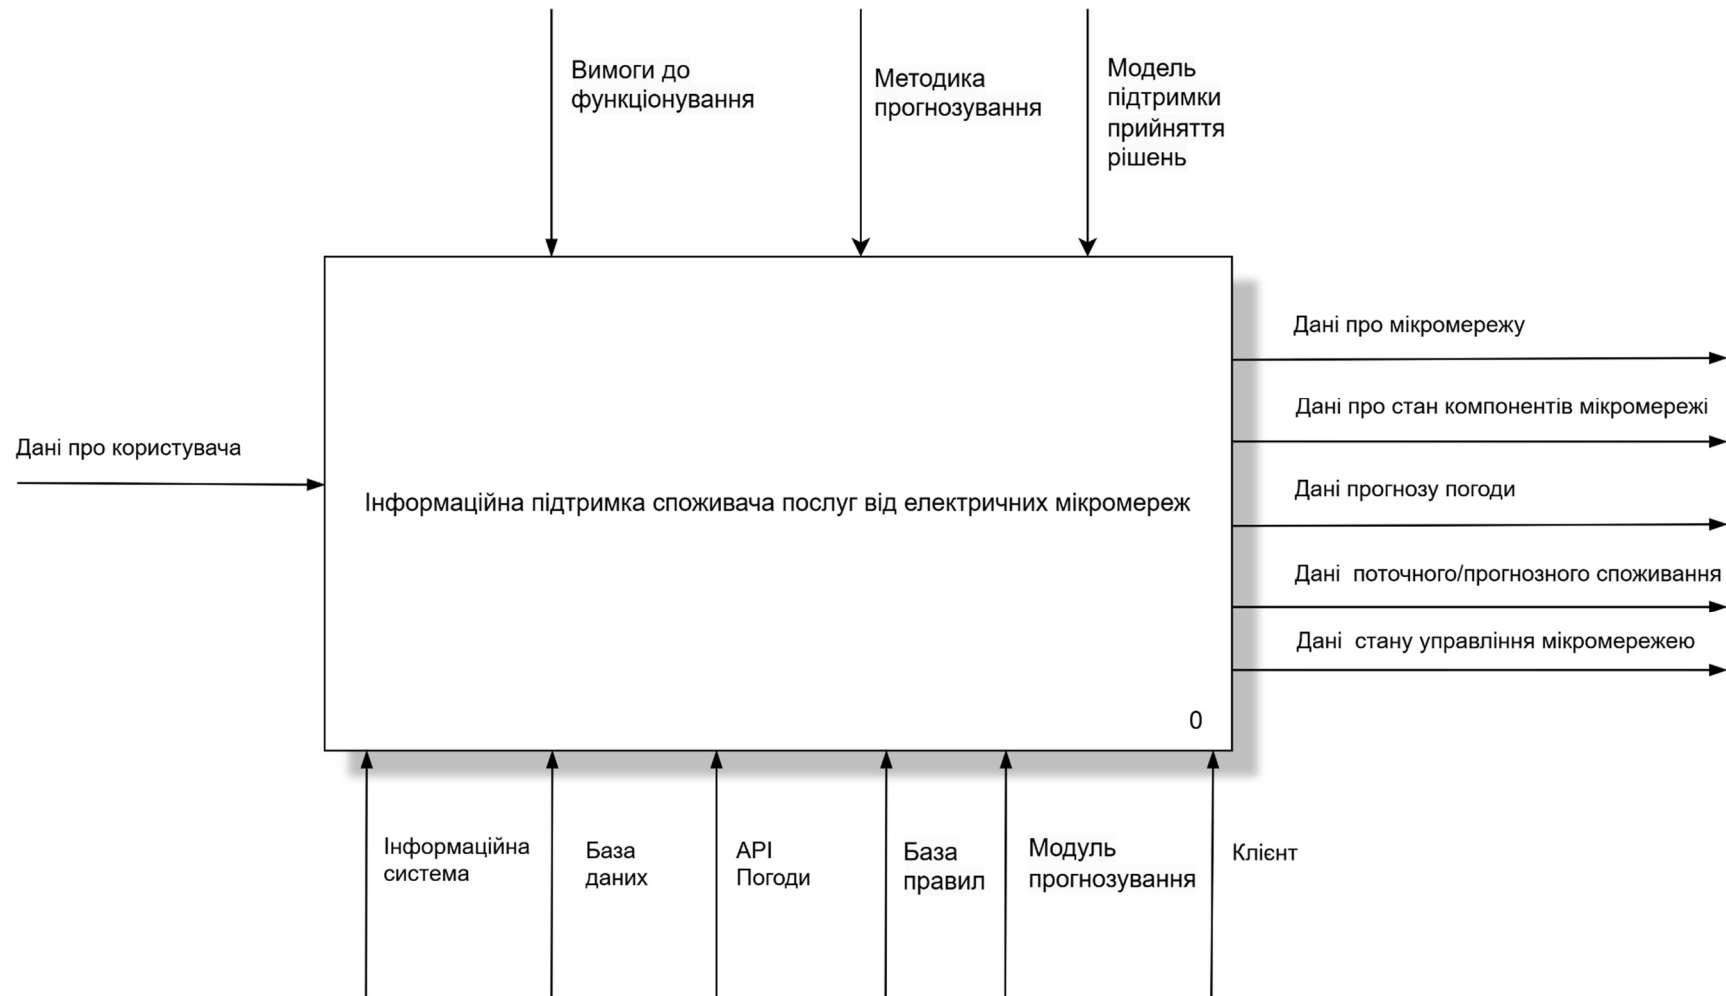 Вимоги до
функціонування
Методика
прогнозування
Модель
підтримки
прийняття
рішень
Дані про користувача
Інформаційна підтримка споживача послуг від електричних мікромереж
0
Дані про мікромережу
Дані про стан компонентів мікромережі
Дані прогнозу погоди
Дані поточного/прогнозного споживання
Дані стану управління мікромережею
Інформаційна
система
База
даних
API
Погоди
База
правил
Модуль
прогнозування
Клієнт